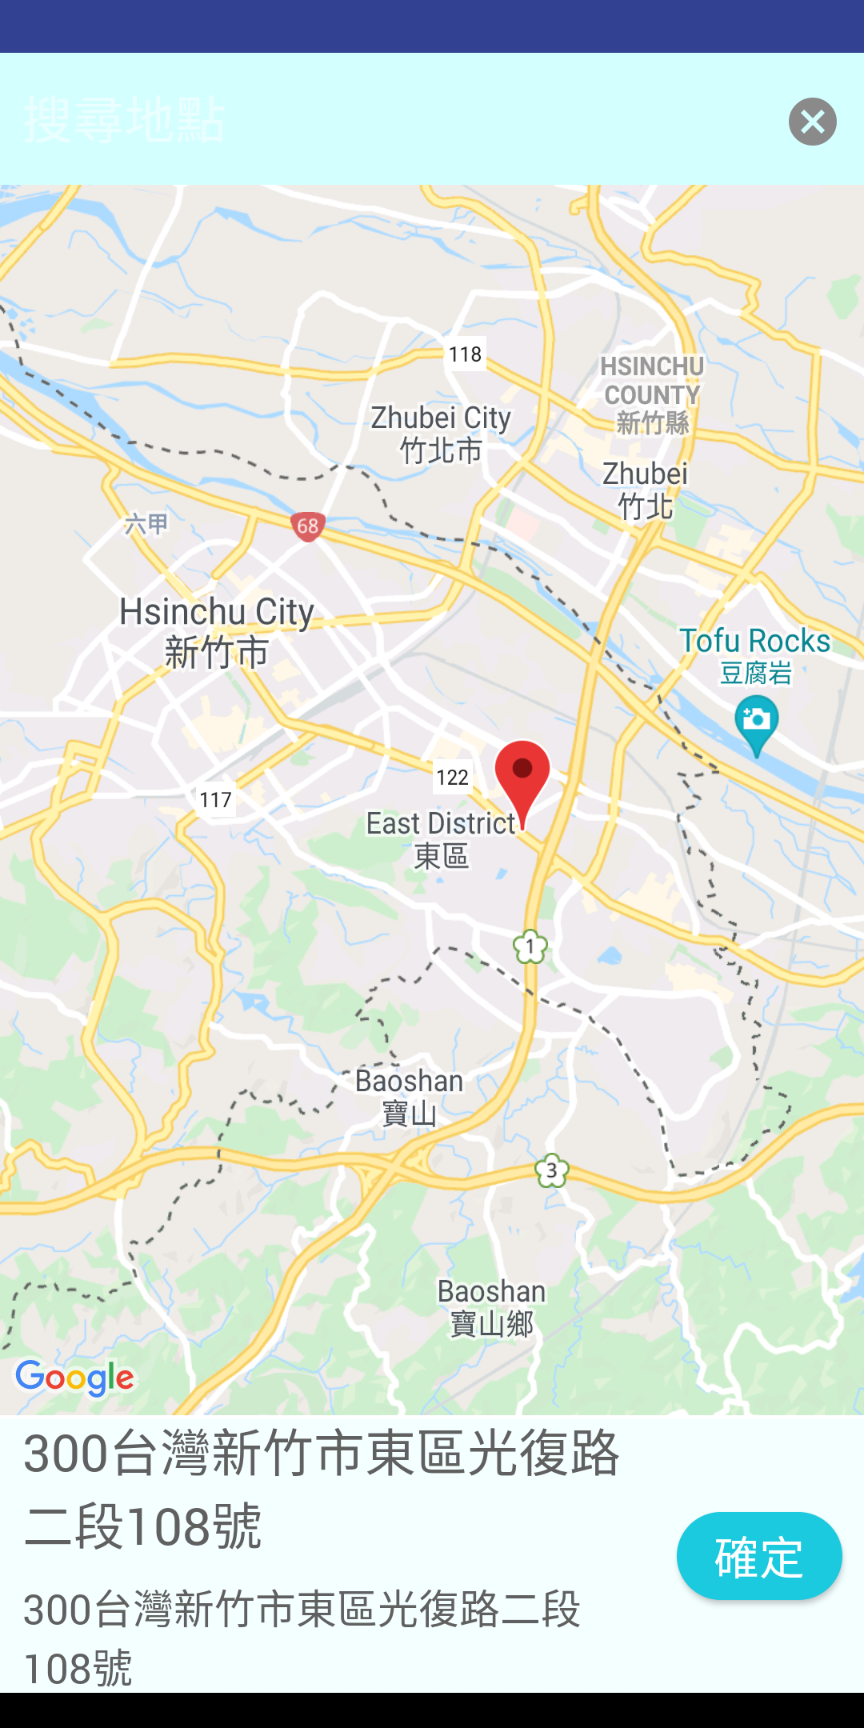 搜尋地點
118
HSINCHU
COUNTY
新竹縣
Zhubei City
竹北市
Zhubei
竹北
六甲
68
Hsinchu City
新竹市
Tofu Rocks
豆腐岩
122
117
East District
東區
1
Baoshan
寶山
3
Baoshan
寶山鄉
Google
300台灣新竹市東區光復路
二段108號
確定
300台灣新竹市東區光復路二段
108號